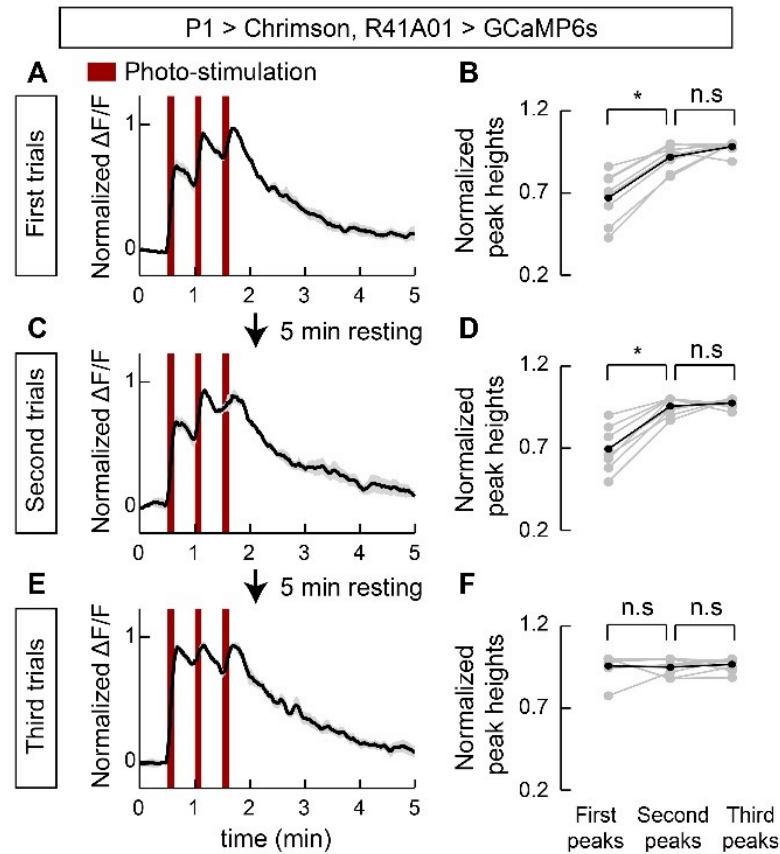 P1 > Chrimson, R41A01 > GCaMP6s
A
Photo-stimulation
First trials
Normalized ΔF/F
1
0
0 1 2 3 4 5
B
Normalized
peak heights
1.2
0.7
0.2
* n.s
5 min resting
C
Second trials
Normalized ΔF/F
1
0
0 1 2 3 4 5
D
Normalized
peak heights
1.2
0.7
0.2
* n.s
5 min resting
E
Third trials
Normalized ΔF/F
1
0
0 1 2 3 4 5
time (min)
F
Normalized
peak heights
1.2
0.7
0.2
n.s n.s
First Second Third
peaks peaks peaks